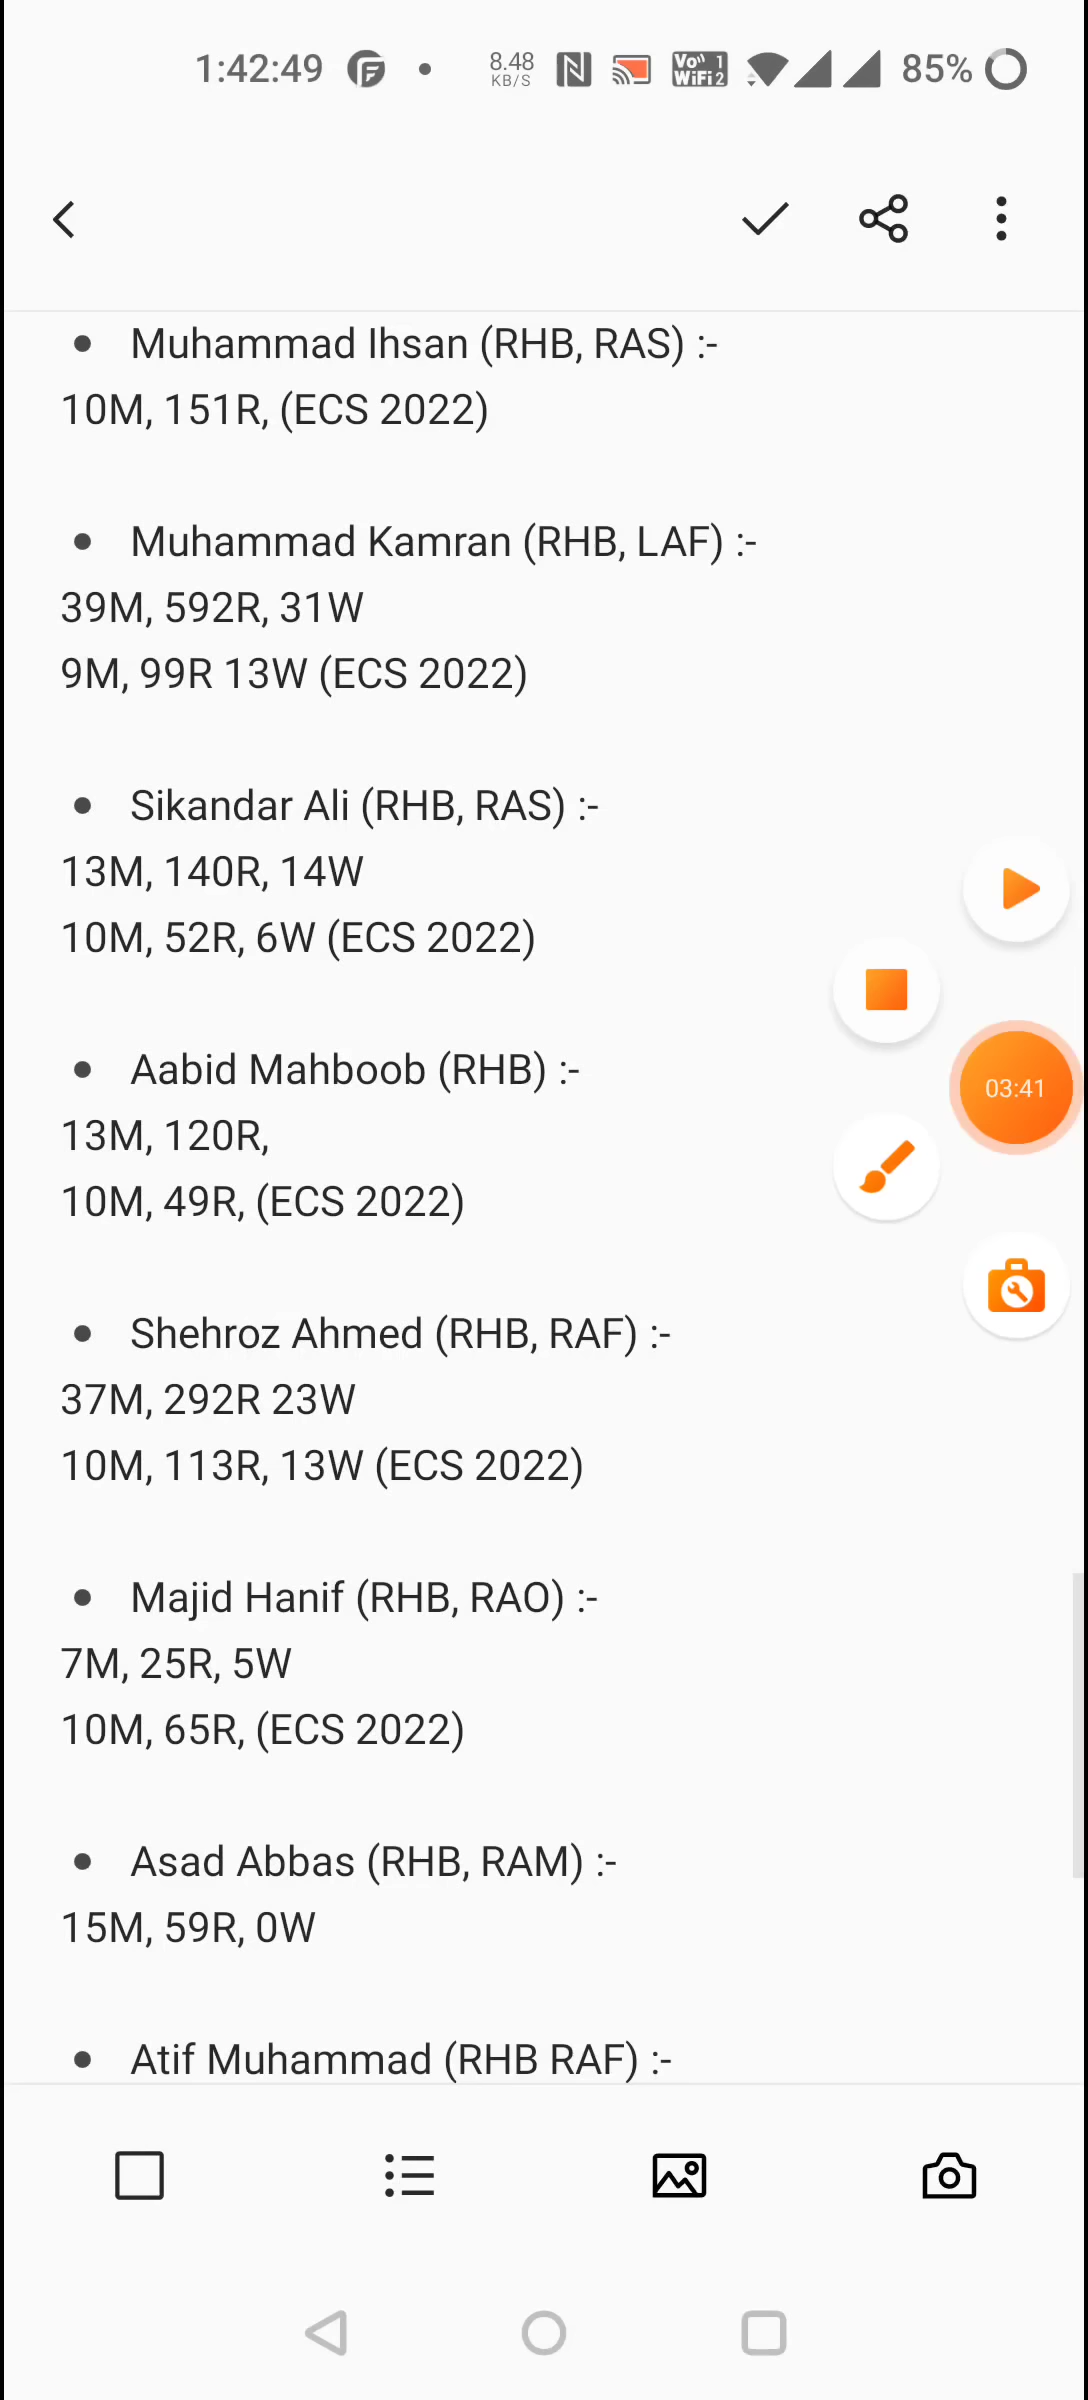 1:42:49 8.48 KB/S Vo)) 1 WiFi 2 85%
• Muhammad Ihsan (RHB, RAS) :-
10M, 151R, (ECS 2022)
• Muhammad Kamran (RHB, LAF) :-
39M, 592R, 31W
9M, 99R 13W (ECS 2022)
• Sikandar Ali (RHB, RAS) :-
13M, 140R, 14W
10M, 52R, 6W (ECS 2022)
• Aabid Mahboob (RHB) :-
03:41
13M, 120R,
10M, 49R, (ECS 2022)
• Shehroz Ahmed (RHB, RAF) :-
37M, 292R 23W
10M, 113R, 13W (ECS 2022)
• Majid Hanif (RHB, RAO) :-
7M, 25R, 5W
10M, 65R, (ECS 2022)
• Asad Abbas (RHB, RAM) :-
15M, 59R, 0W
• Atif Muhammad (RHB RAF) :-